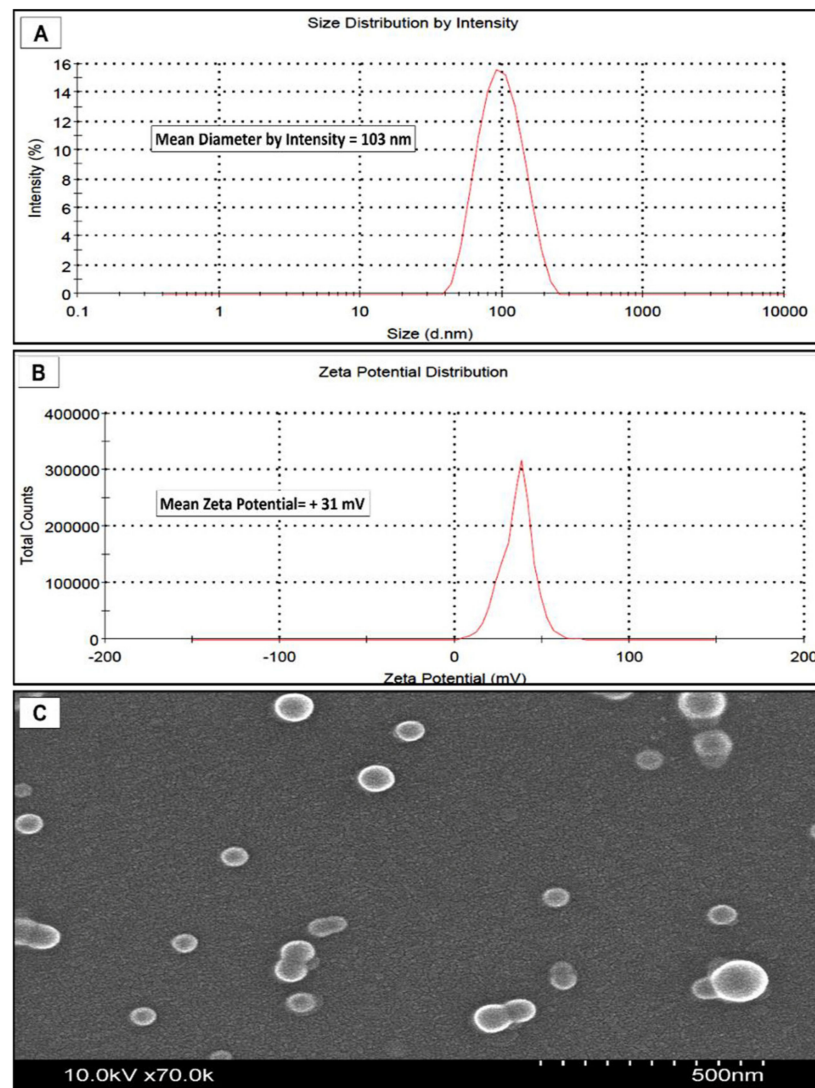 A
Size Distribution by Intensity
16
14
12
10
8
6
4
2
0
Intensity (%)
Mean Diameter by Intensity = 103 nm
0.1 1 10 100 1000 10000
Size (d.nm)
B
Zeta Potential Distribution
400000
300000
200000
100000
0
Total Counts
Mean Zeta Potential= + 31 mV
-200 -100 0 100 200
Zeta Potential (mV)
C
10.0kV x70.0k 500nm